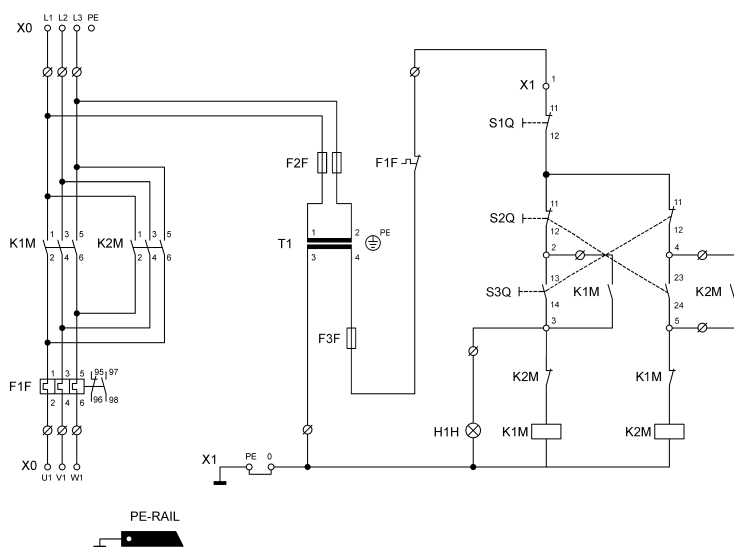 X0 L1 L2 L3 PE
X1 1
11
S1Q
12
F2F F1F
11 11
S2Q
12 12
1 3 5 1 3 5
K1M K2M
2 4 6 2 4 6
1 2 PE
T1
3 4
2 4
13 23
S3Q K1M K2M
14 24
3 5
F3F
1 3 5 95 97
F1F
2 4 6 96 98
K2M K1M
H1H K1M K2M
X0
U1 V1 W1
X1 PE 0
PE-RAIL